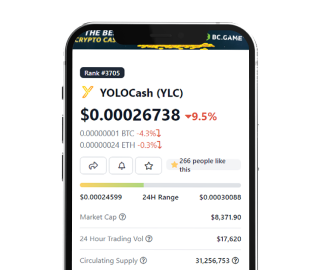 THE BE
CRYPTO CAS
BC.GAME
Rank #3705
YOLOCash (YLC)
$0.00026738 9.5%
0.00000001 BTC -4.3%
0.00000024 ETH -0.3%
266 people like
this
$0.00024599 24H Range $0.00030088
Market Cap $8,371.90
24 Hour Trading Vol $17,620
Circulating Supply 31,256,753